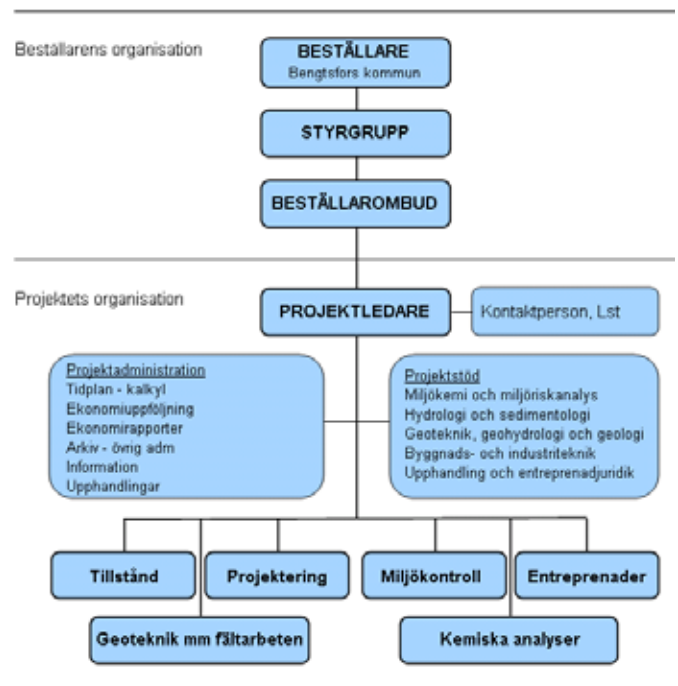 Beställarens organisation
BESTÄLLARE
Bengtsfors kommun
STYRGRUPP
BESTÄLLAROMBUD
Projektets organisation
PROJEKTLEDARE
Kontaktperson, Lst
Projektadministration
Tidplan - kalkyl
Ekonomiuppföljning
Ekonomirapporter
Arkiv - övrig adm
Information
Upphandlingar
Projektstöd
Miljökemi och miljöriskanalys
Hydrologi och sedimentologi
Geoteknik, geohydrologi och geologi
Byggnads- och industriteknik
Upphandling och entreprenadjuridik
Tillstånd
Projektering
Miljökontroll
Entreprenader
Geoteknik mm fältarbeten
Kemiska analyser